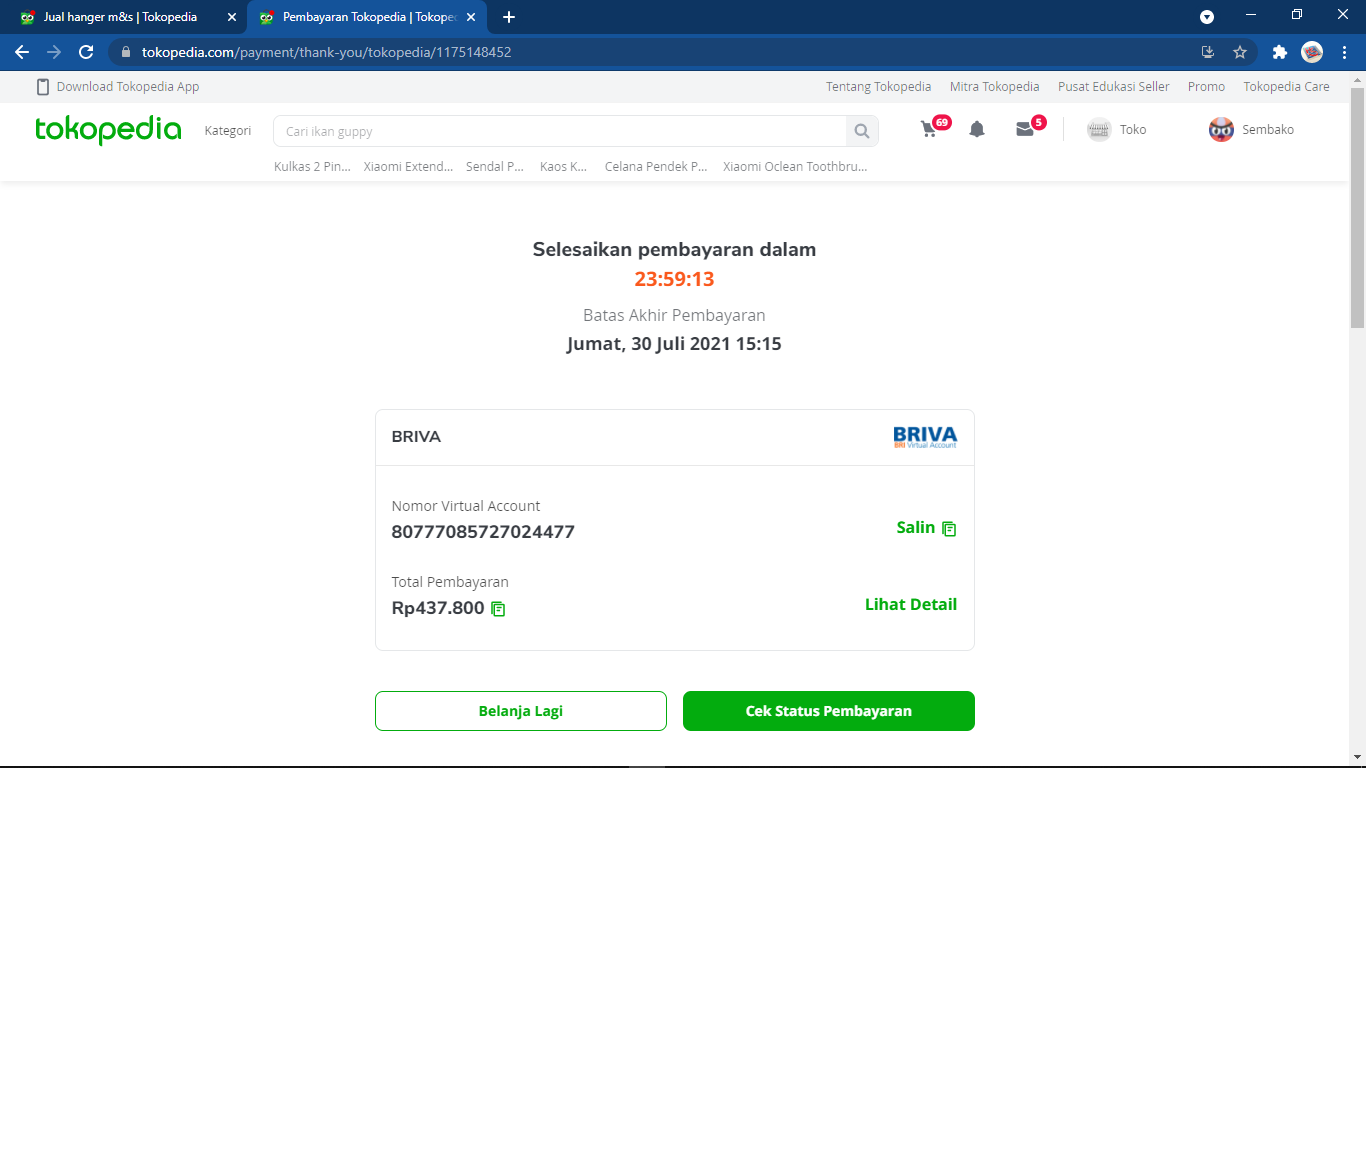 Jual hanger m&s | Tokopedia
Pembayaran Tokopedia | Tokoped
tokopedia.com/payment/thank-you/tokopedia/1175148452
Download Tokopedia App
Tentang Tokopedia Mitra Tokopedia Pusat Edukasi Seller Promo Tokopedia Care
tokopedia Kategori Cari ikan guppy 69 5 Toko Sembako
Kulkas 2 Pin... Xiaomi Extend... Sendal P... Kaos K... Celana Pendek P... Xiaomi Oclean Toothbru...
Selesaikan pembayaran dalam
23:59:13
Batas Akhir Pembayaran
Jumat, 30 Juli 2021 15:15
BRIVA
BRIVA
BRI Virtual Account
Nomor Virtual Account
80777085727024477
Salin
Total Pembayaran
Rp437.800
Lihat Detail
Belanja Lagi
Cek Status Pembayaran